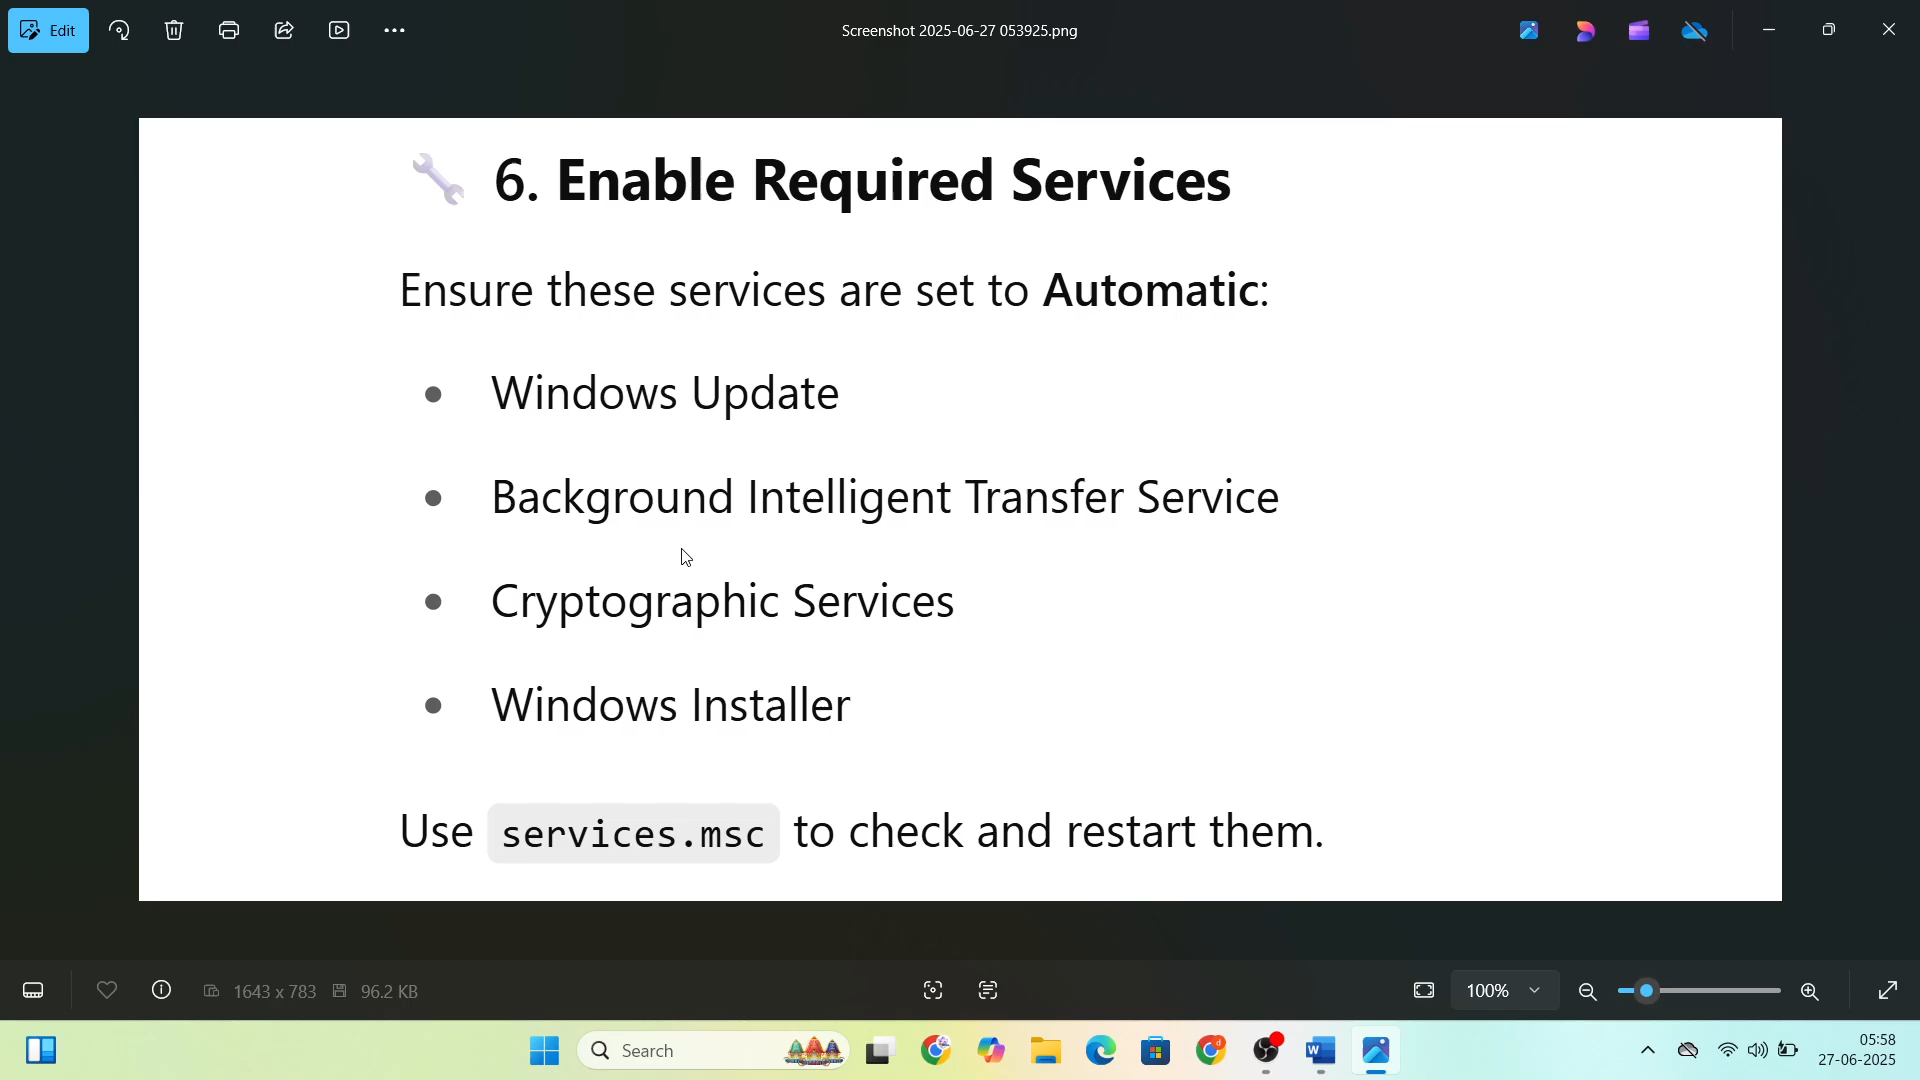 Edit
Screenshot 2025-06-27 053925.png
6. Enable Required Services
Ensure these services are set to Automatic:
Windows Update
Background Intelligent Transfer Service
Cryptographic Services
Windows Installer
Use services.msc to check and restart them.
1643 x 783
96.2 KB
100%
Search
05:58
27-06-2025